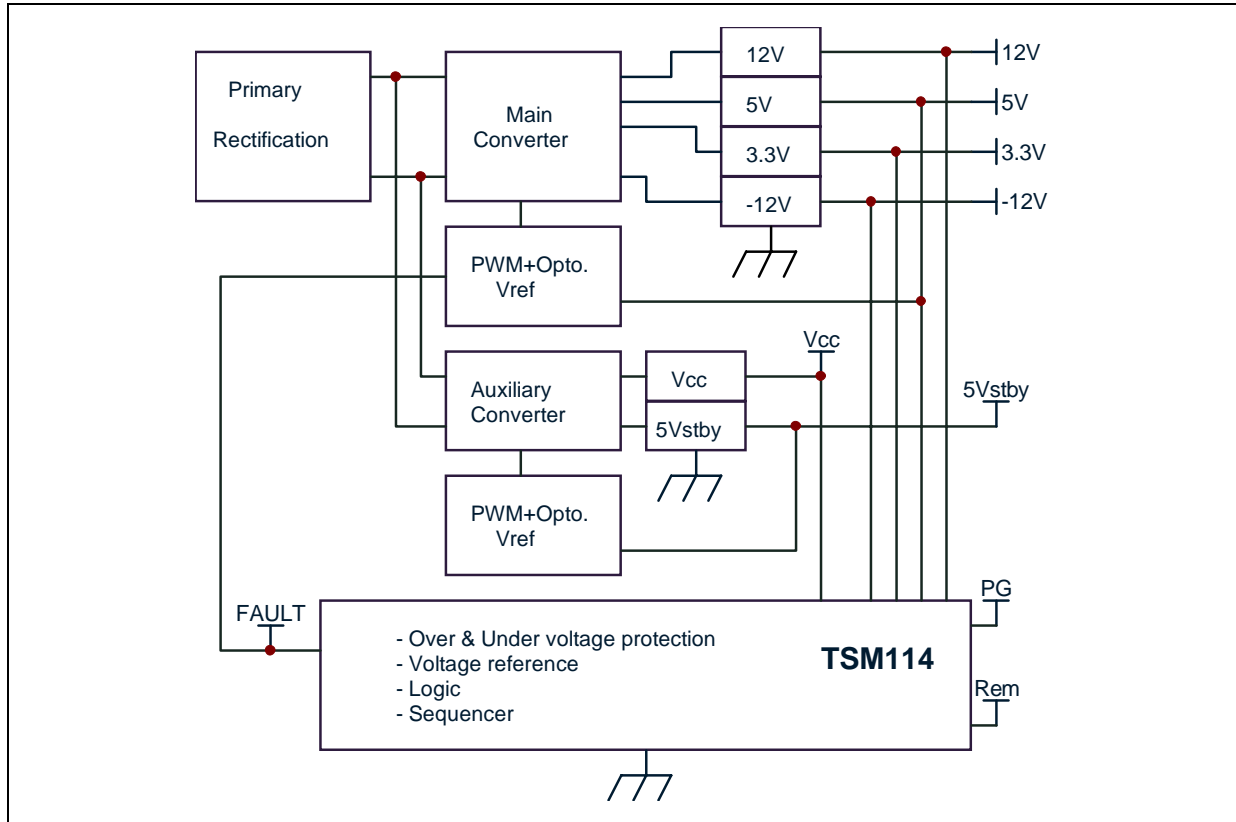 Primary
Rectification
Main
Converter
12V
5V
3.3V
-12V
12V
5V
3.3V
-12V
PWM+Opto.
Vref
Auxiliary
Converter
Vcc
5Vstby
Vcc
5Vstby
PWM+Opto.
Vref
FAULT
- Over & Under voltage protection
- Voltage reference
- Logic
- Sequencer
TSM114
PG
Rem